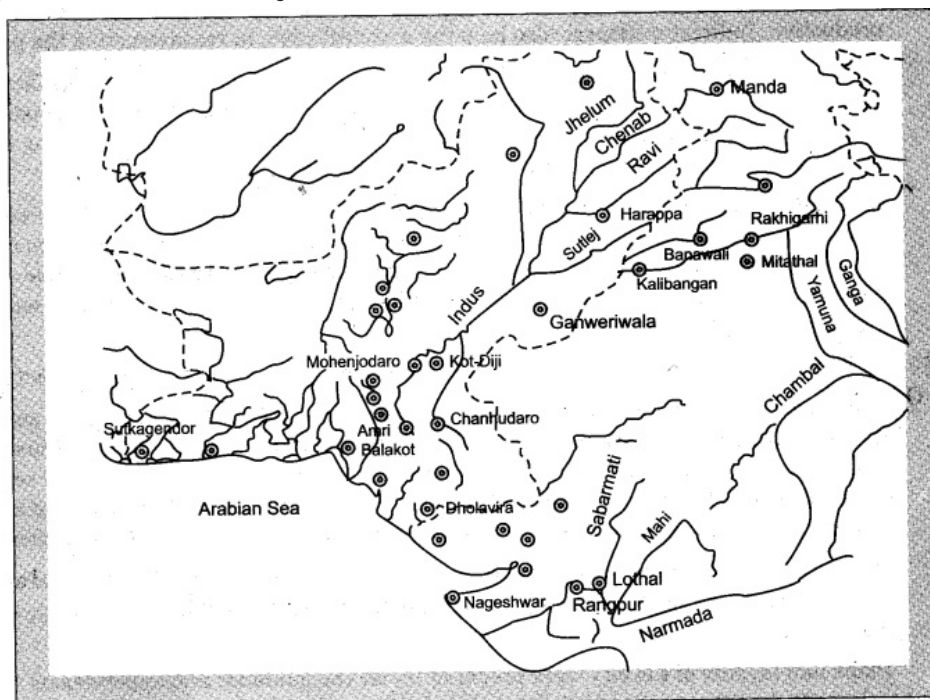 Manda
Jhelum
Chenab
Ravi
Harappa
Rakhigarhi
Sutlej
Banawali
Mitathal
Kalibangan
Yamuna
Ganga
Indus
Ganweriwala
Mohenjodaro
Kot-Diji
Chambal
Chanhudaro
Sutkagendor
Amri
Balakot
Sabarmati
Arabian Sea
Dholavira
Mahi
Lothal
Nageshwar
Rangpur
Narmada